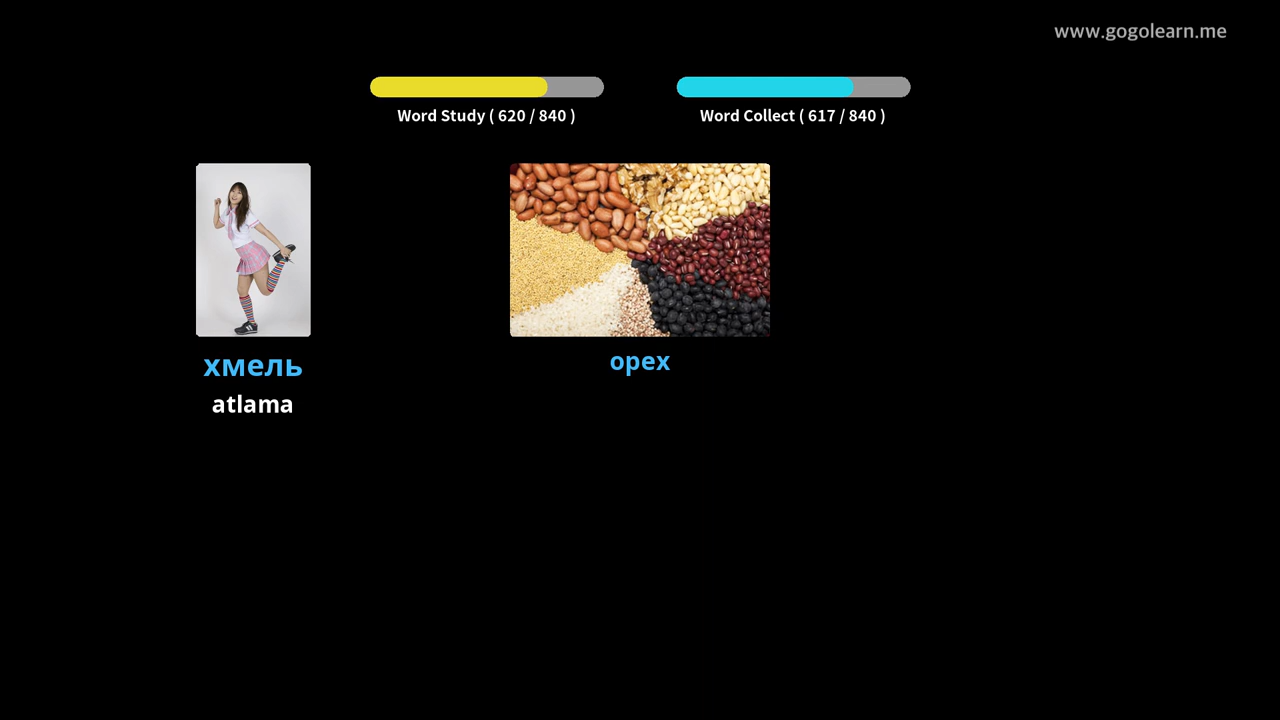 www.gogolearn.me
Word Study ( 620 / 840 )
Word Collect ( 617 / 840 )
хмель
atlama
орех